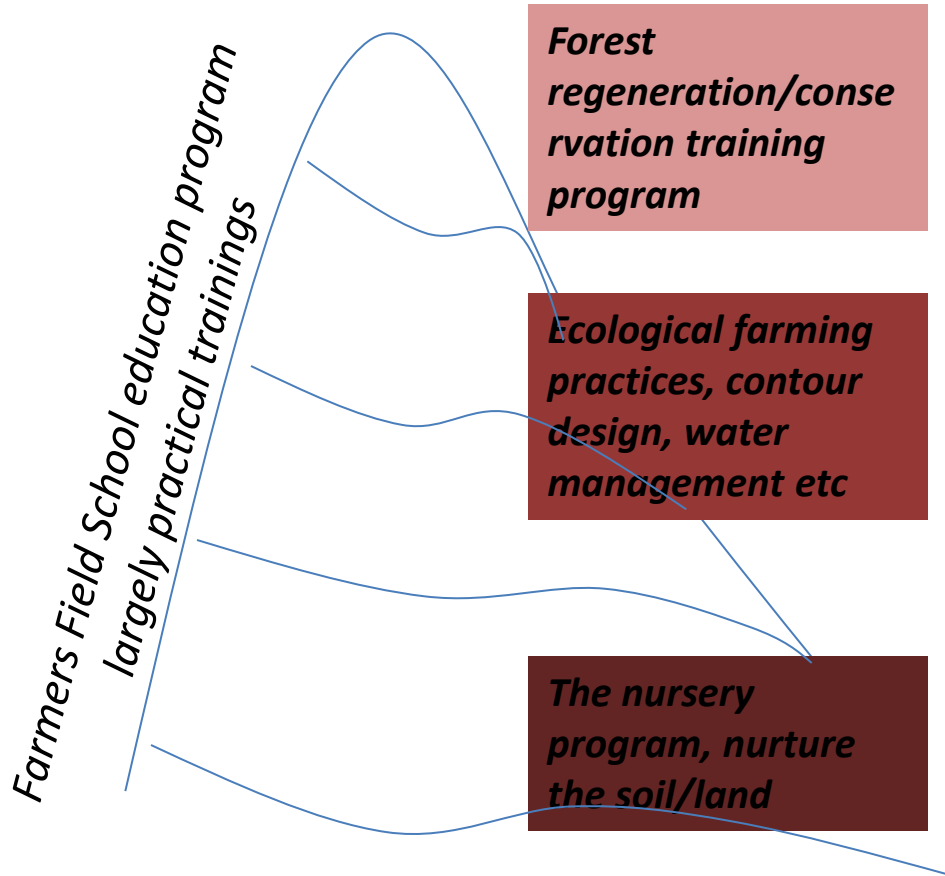 Farmers Field School education program
largely practical trainings
Forest
regeneration/conse
rvation training
program
Ecological farming
practices, contour
design, water
management etc
The nursery
program, nurture
the soil/land